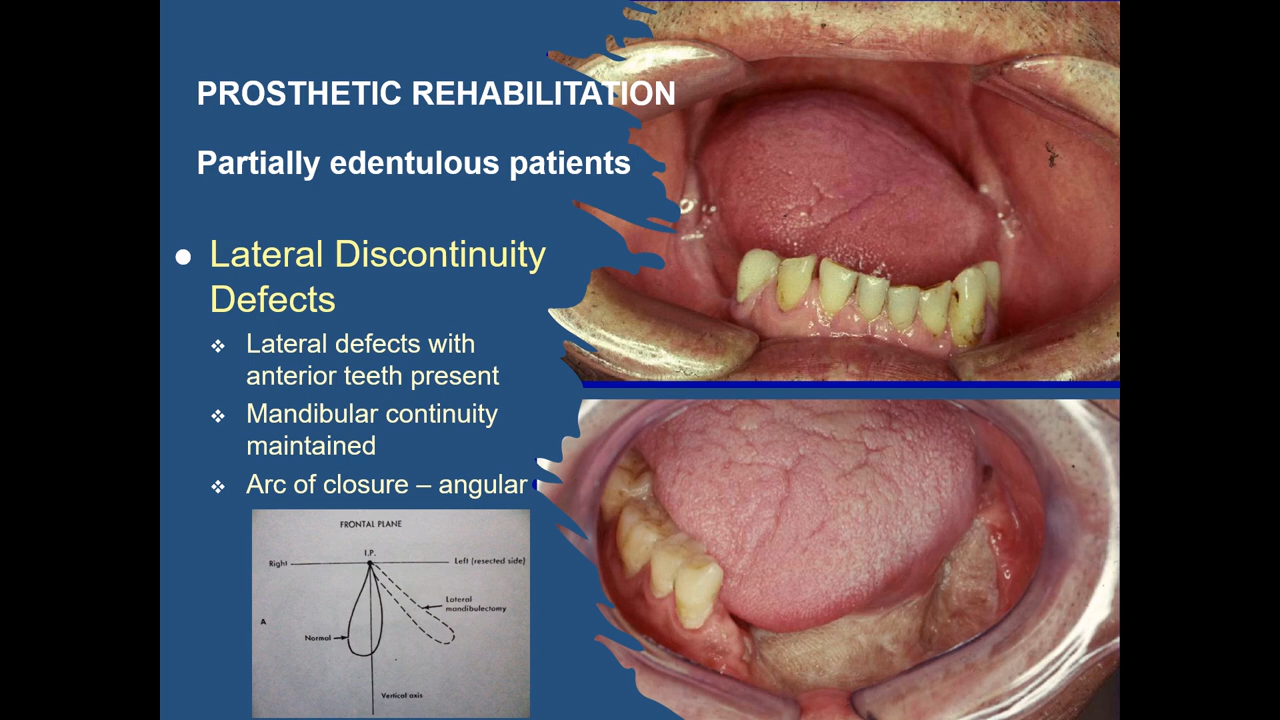 PROSTHETIC REHABILITATION
Partially edentulous patients
Lateral Discontinuity
Defects
Lateral defects with
anterior teeth present
Mandibular continuity
maintained
Arc of closure – angular
FRONTAL PLANE
I.P.
Right
Left (resected side)
Lateral
mandibulectomy
A
Normal
Vertical axis